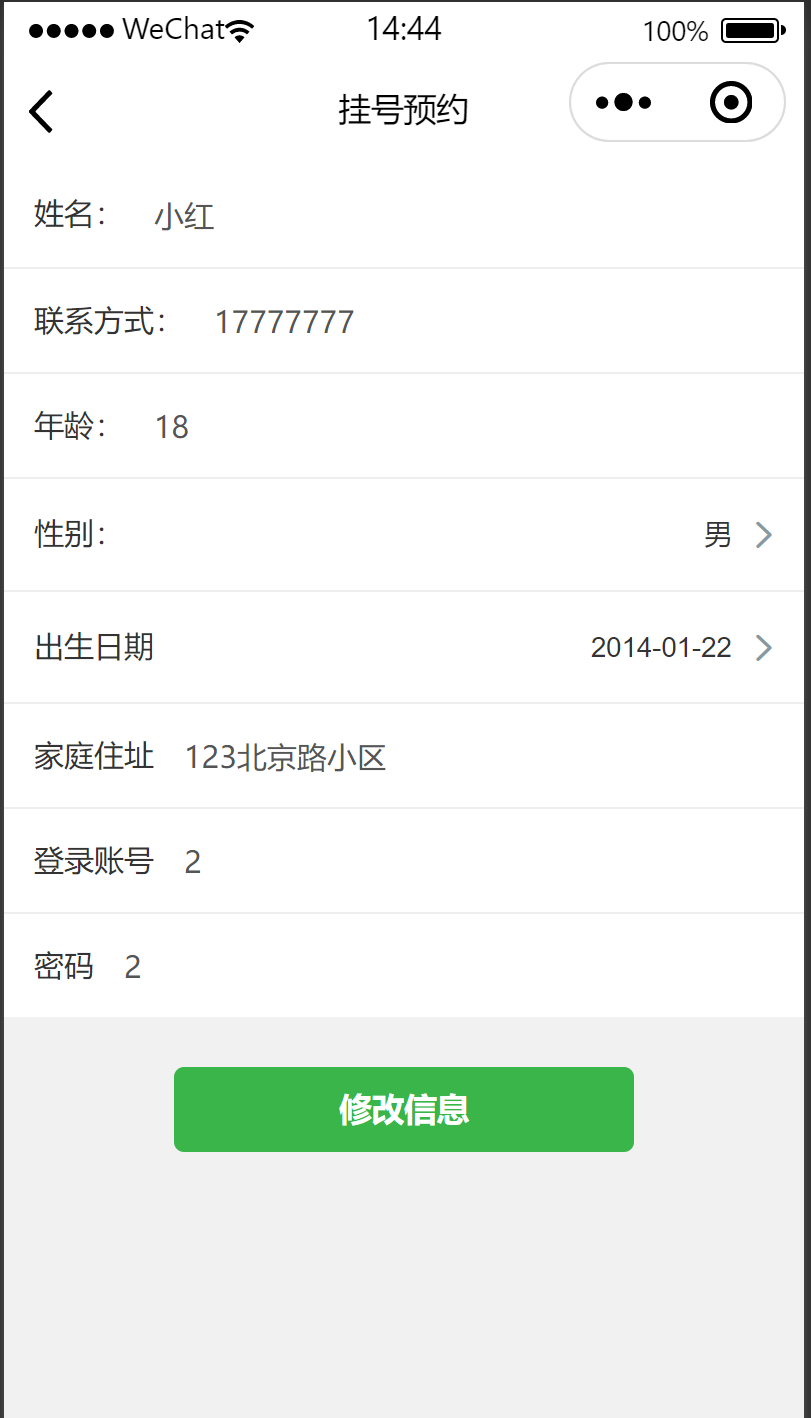 WeChat 14:44 100%
挂号预约
姓名： 小红
联系方式： 17777777
年龄： 18
性别： 男
出生日期 2014-01-22
家庭住址 123北京路小区
登录账号 2
密码 2
修改信息